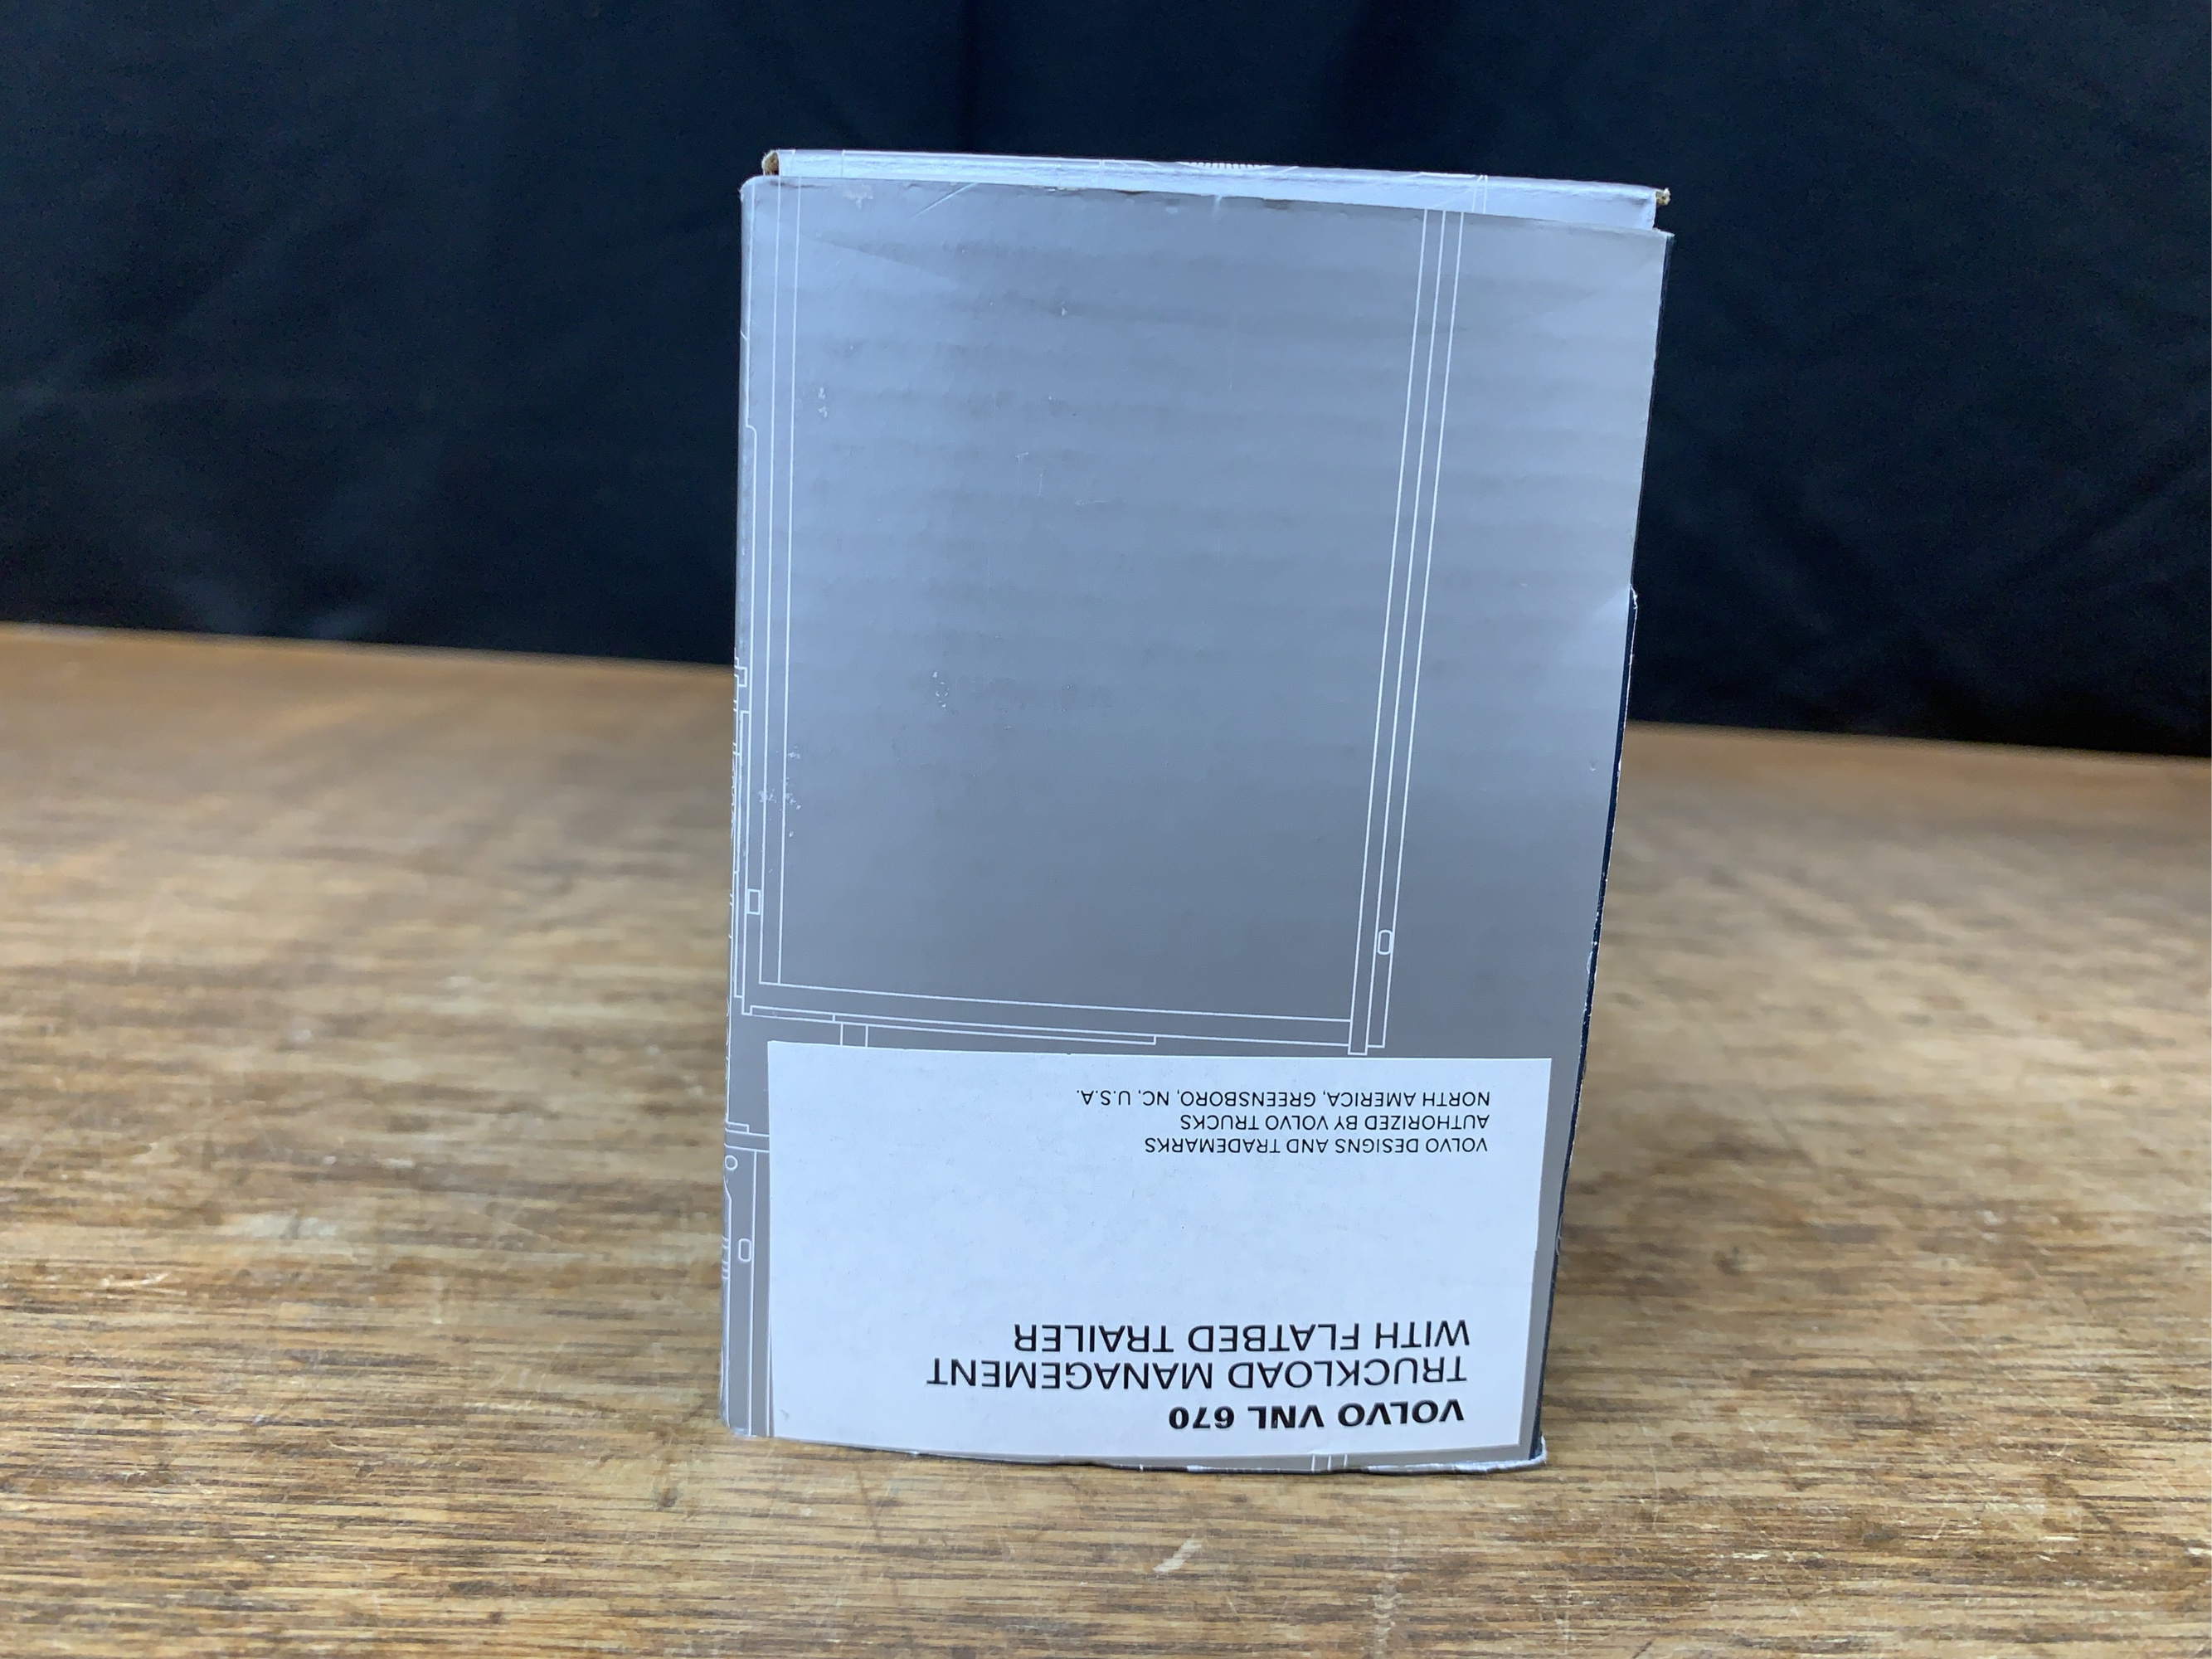 VOLVO VNL 670
TRUCKLOAD MANAGEMENT
WITH FLATBED TRAILER
VOLVO DESIGNS AND TRADEMARKS
AUTHORIZED BY VOLVO TRUCKS
NORTH AMERICA, GREENSBORO, NC, U.S.A.